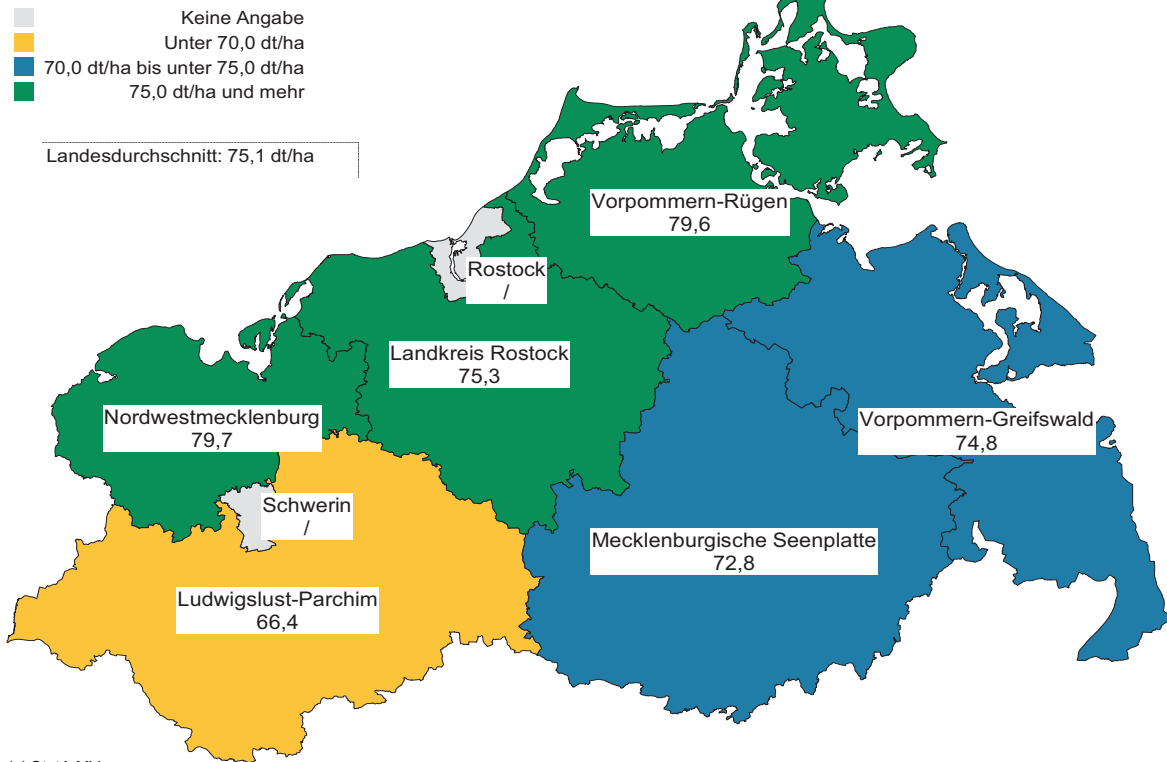 Keine Angabe
Unter 70,0 dt/ha
70,0 dt/ha bis unter 75,0 dt/ha
75,0 dt/ha und mehr
Landesdurchschnitt: 75,1 dt/ha
Vorpommern-Rügen
79,6
Rostock
/
Landkreis Rostock
75,3
Nordwestmecklenburg
79,7
Vorpommern-Greifswald
74,8
Schwerin
/
Mecklenburgische Seenplatte
72,8
Ludwigslust-Parchim
66,4